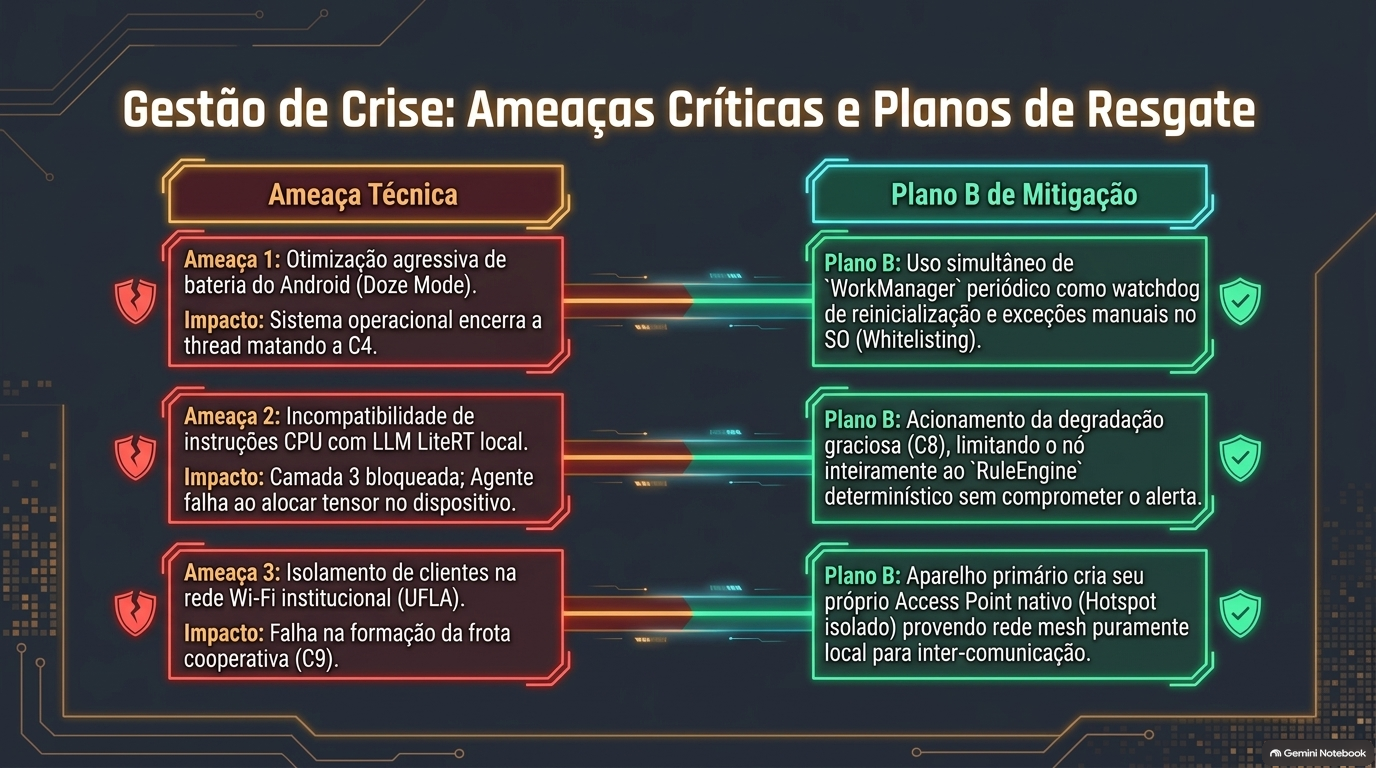 Gestão de Crise: Ameaças Críticas e Planos de Resgate
Ameaça Técnica
Plano B de Mitigação
Ameaça 1: Otimização agressiva de
bateria do Android (Doze Mode).
Impacto: Sistema operacional encerra a
thread matando a C4.
Plano B: Uso simultâneo de
`WorkManager` periódico como watchdog
de reinicialização e exceções manuais no
SO (Whitelisting).
Ameaça 2: Incompatibilidade de
instruções CPU com LLM LiteRT local.
Impacto: Camada 3 bloqueada; Agente
falha ao alocar tensor no dispositivo.
Plano B: Acionamento da degradação
graciosa (C8), limitando o nó
inteiramente ao `RuleEngine`
determinístico sem comprometer o alerta.
Ameaça 3: Isolamento de clientes na
rede Wi-Fi institucional (UFLA).
Impacto: Falha na formação da frota
cooperativa (C9).
Plano B: Aparelho primário cria seu
próprio Access Point nativo (Hotspot
isolado) provendo rede mesh puramente
local para inter-comunicação.
Gemini Notebook